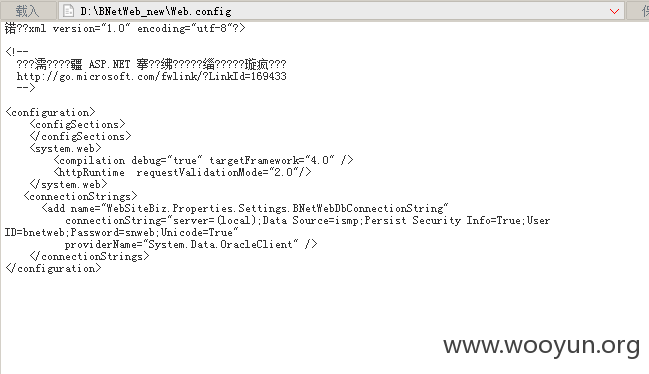 载入
D:\BNetWeb_new\Web.config
锘??xml version="1.0" encoding="utf-8"?>
<!--
???濡????疆 ASP.NET 搴??绋?????缁?????璇疯???
http://go.microsoft.com/fwlink/?LinkId=169433
-->
<configuration>
<configSections>
</configSections>
<system.web>
<compilation debug="true" targetFramework="4.0" />
<httpRuntime requestValidationMode="2.0"/>
</system.web>
<connectionStrings>
<add name="WebSiteBiz.Properties.Settings.BNetWebDbConnectionString"
connectionString="server=(local);Data Source=ismp;Persist Security Info=True;User
ID=bnetweb;Password=snweb;Unicode=True"
providerName="System.Data.OracleClient" />
</connectionStrings>
</configuration>
www.wooyun.org